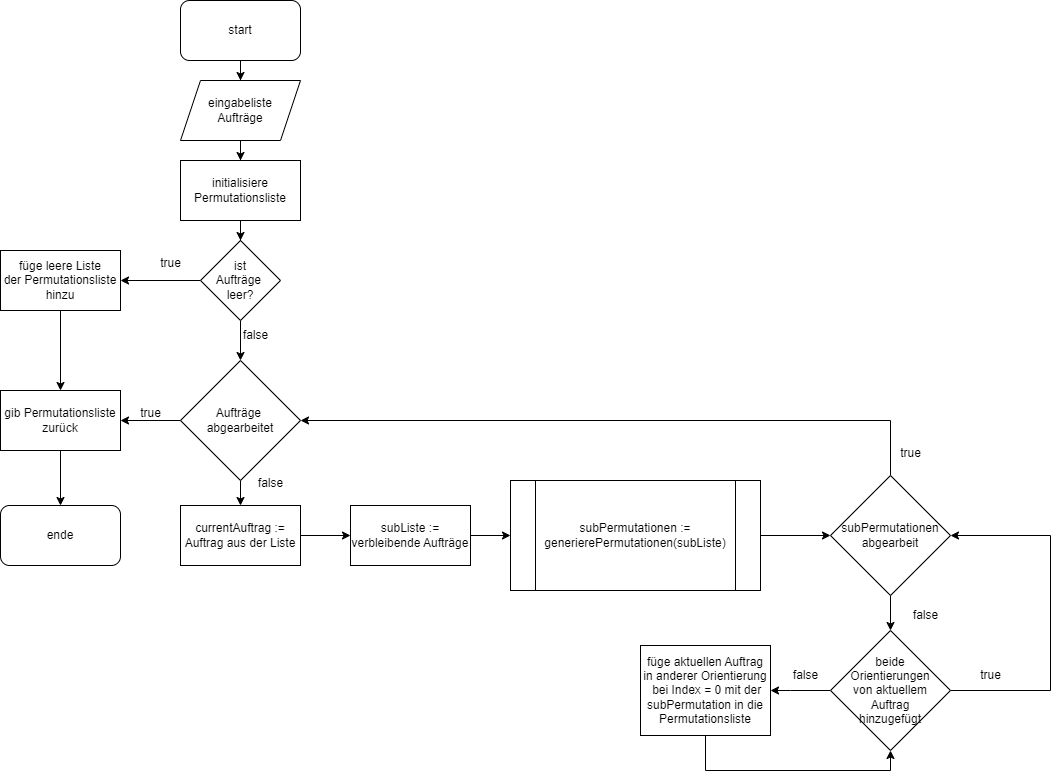 start
eingabeliste
Aufträge
initialisiere
Permutationsliste
ist
Aufträge
leer?
true
füge leere Liste
der Permutationsliste
hinzu
false
Aufträge
abgearbeitet
true
gib Permutationsliste
zurück
ende
false
currentAuftrag :=
Auftrag aus der Liste
subListe :=
verbleibende Aufträge
subPermutationen :=
generierePermutationen(subListe)
subPermutationen
abgearbeit
true
false
beide
Orientierungen
von aktuellem
Auftrag
hinzugefügt
true
false
füge aktuellen Auftrag
in anderer Orientierung
bei Index = 0 mit der
subPermutation in die
Permutationsliste